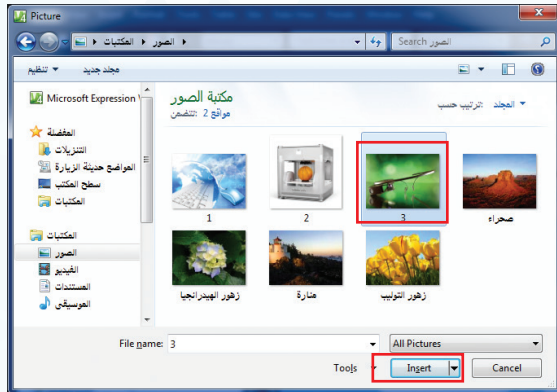 Picture
المكتبات ▸ الصور ▸
Search الصور
تنظيم ▾ مجلد جديد
Microsoft Expression
المفضلة
التنزيلات
المواضع حديثة الزيارة
سطح المكتب
المكتبات
المكتبات
الصور
الفيديو
المستندات
الموسيقى
مكتبة الصور
تتضمن: 2 مواقع
ترتيب حسب: المجلد ▾
1
2
3
صحراء
زهور الهيدرانجيا
منارة
زهور التوليب
File name: 3
All Pictures
Tools
Insert
Cancel